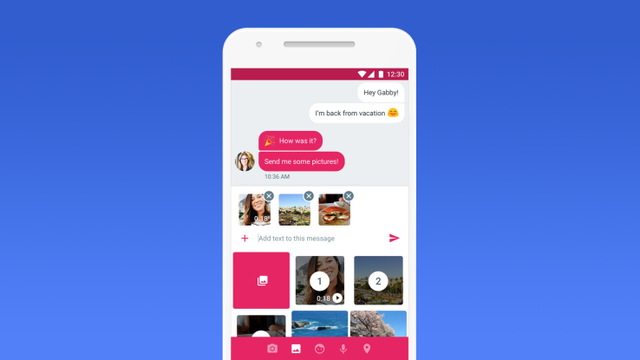 12:30
Hey Gabby!
I'm back from vacation 🤗
🎉 How was it?
Send me some pictures!
10:36 AM
0:18
Add text to this message
1
2
0:18